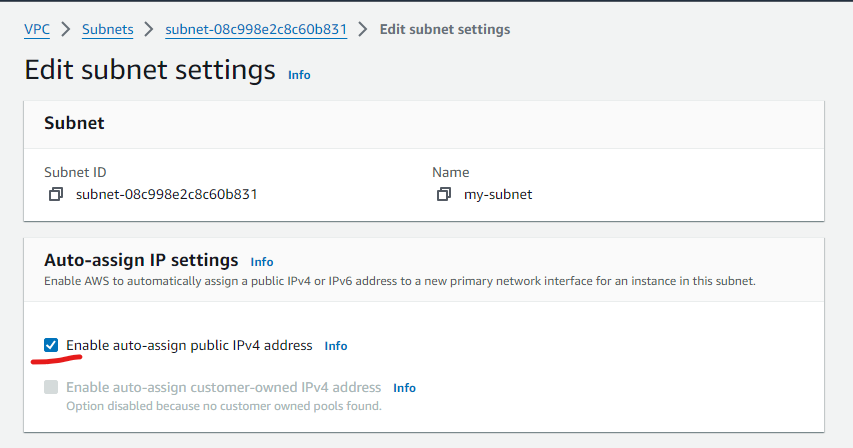 VPC > Subnets > subnet-08c998e2c8c60b831 > Edit subnet settings
Edit subnet settings Info
Subnet
Subnet ID
subnet-08c998e2c8c60b831
Name
my-subnet
Auto-assign IP settings Info
Enable AWS to automatically assign a public IPv4 or IPv6 address to a new primary network interface for an instance in this subnet.
Enable auto-assign public IPv4 address Info
Enable auto-assign customer-owned IPv4 address Info
Option disabled because no customer owned pools found.